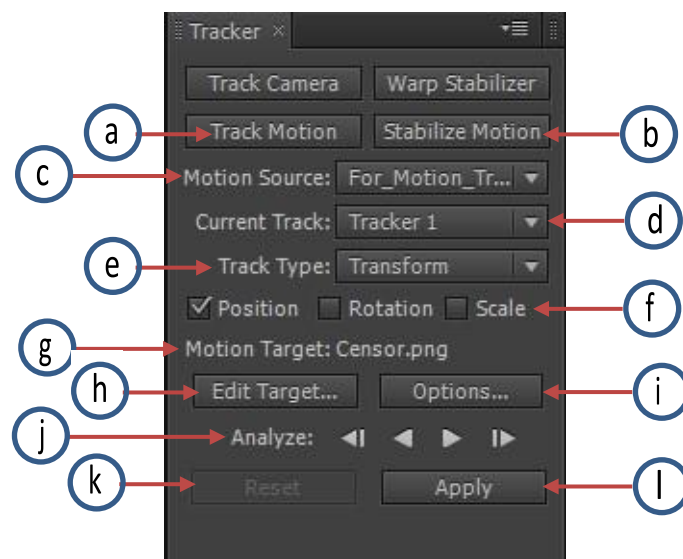 Tracker ×
Track Camera Warp Stabilizer
a Track Motion Stabilize Motion b
c Motion Source: For_Motion_Tr...
Current Track: Tracker 1 d
e Track Type: Transform
Position Rotation Scale f
g Motion Target: Censor.png
h Edit Target... Options... i
j Analyze:
k Reset Apply l